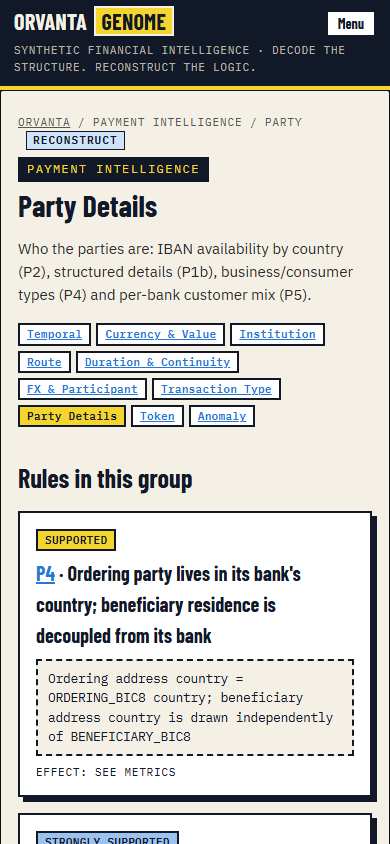 ORVANTA GENOME
Menu
SYNTHETIC FINANCIAL INTELLIGENCE · DECODE THE
STRUCTURE. RECONSTRUCT THE LOGIC.
ORVANTA / PAYMENT INTELLIGENCE / PARTY
RECONSTRUCT
PAYMENT INTELLIGENCE
Party Details
Who the parties are: IBAN availability by country
(P2), structured details (P1b), business/consumer
types (P4) and per-bank customer mix (P5).
Temporal Currency & Value Institution
Route Duration & Continuity
FX & Participant Transaction Type
Party Details Token Anomaly
Rules in this group
SUPPORTED
P4 · Ordering party lives in its bank's
country; beneficiary residence is
decoupled from its bank
Ordering address country =
ORDERING_BIC8 country; beneficiary
address country is drawn independently
of BENEFICIARY_BIC8
EFFECT: SEE METRICS
STRONGLY SUPPORTED